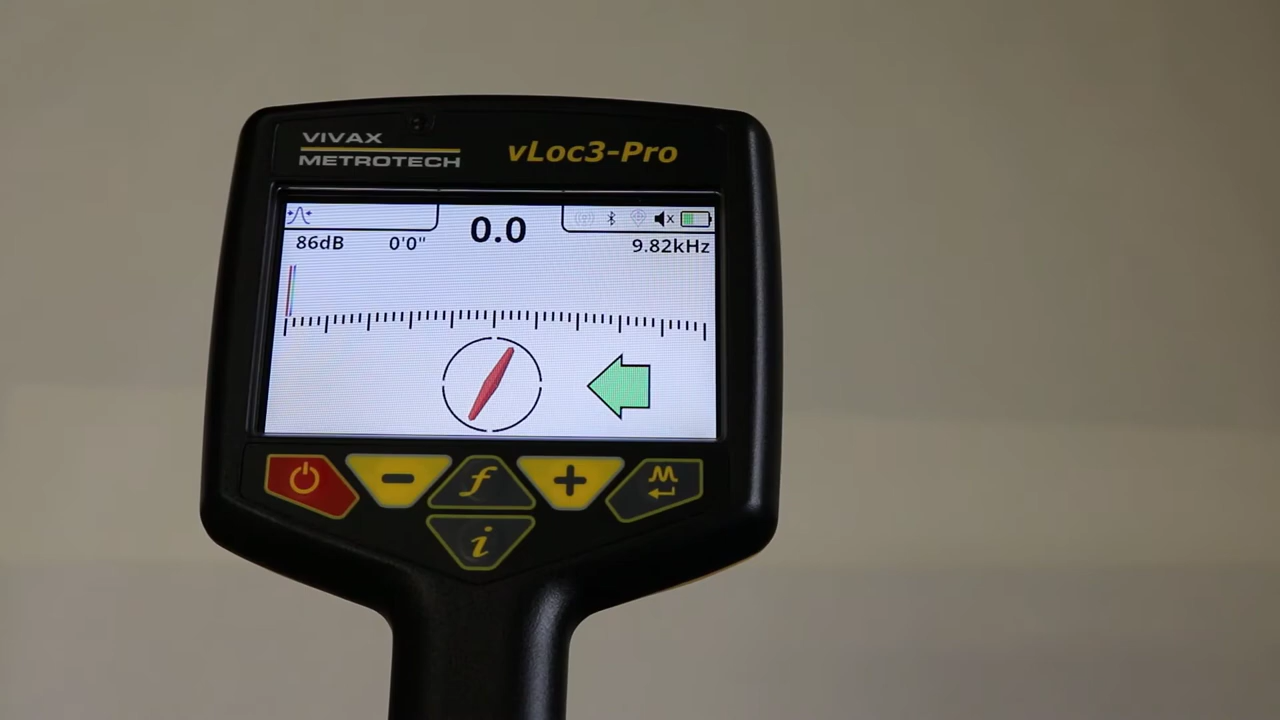 VIVAX
METROTECH
vLoc3-Pro
0.0
86dB 0'0" 9.82kHz
- f +
i